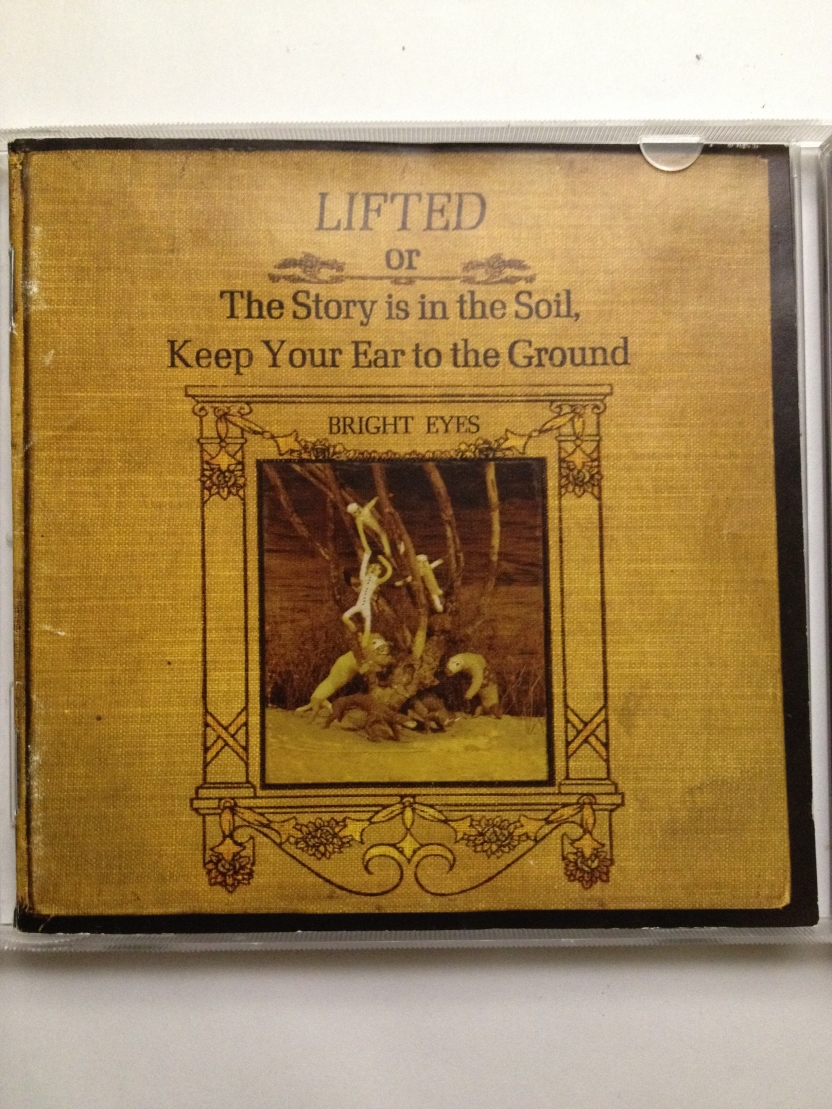 LIFTED
or
The Story is in the Soil,
Keep Your Ear to the Ground
BRIGHT EYES